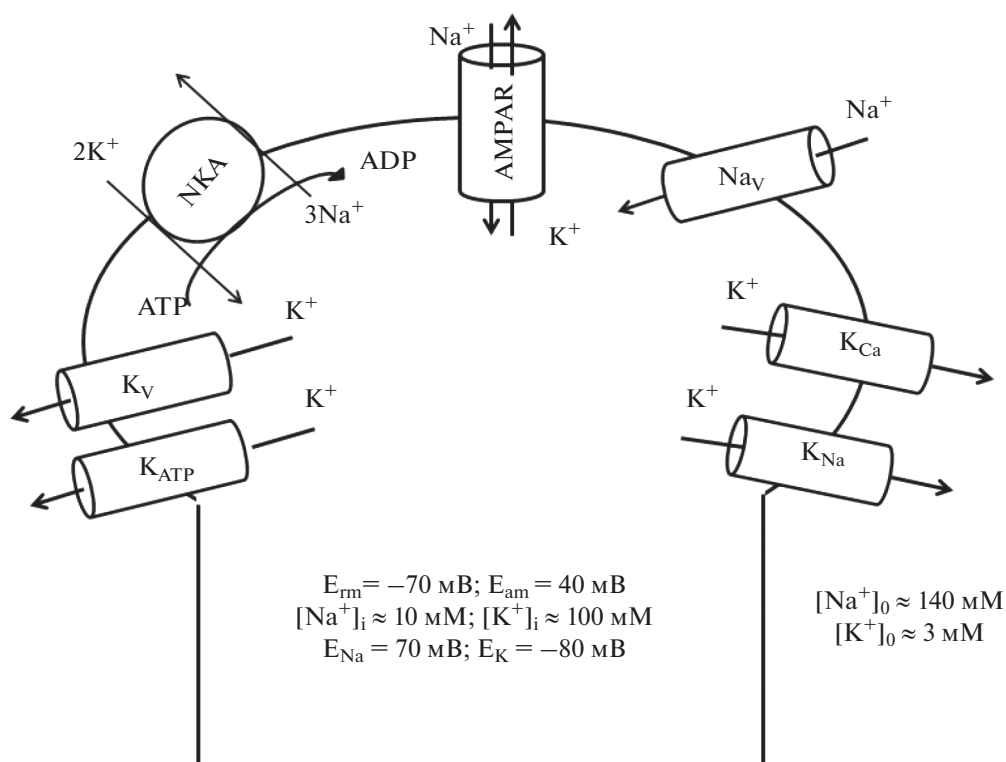 Na⁺
AMPAR
K⁺
2K⁺
NKA
ADP
3Na⁺
ATP
Na⁺
Na_V
K⁺
K_V
K⁺
K_ATP
K⁺
K_Ca
K⁺
K_Na
E_rm = −70 мВ; E_am = 40 мВ
[Na⁺]_i ≈ 10 мМ; [K⁺]_i ≈ 100 мМ
E_Na = 70 мВ; E_K = −80 мВ
[Na⁺]_0 ≈ 140 мМ
[K⁺]_0 ≈ 3 мМ